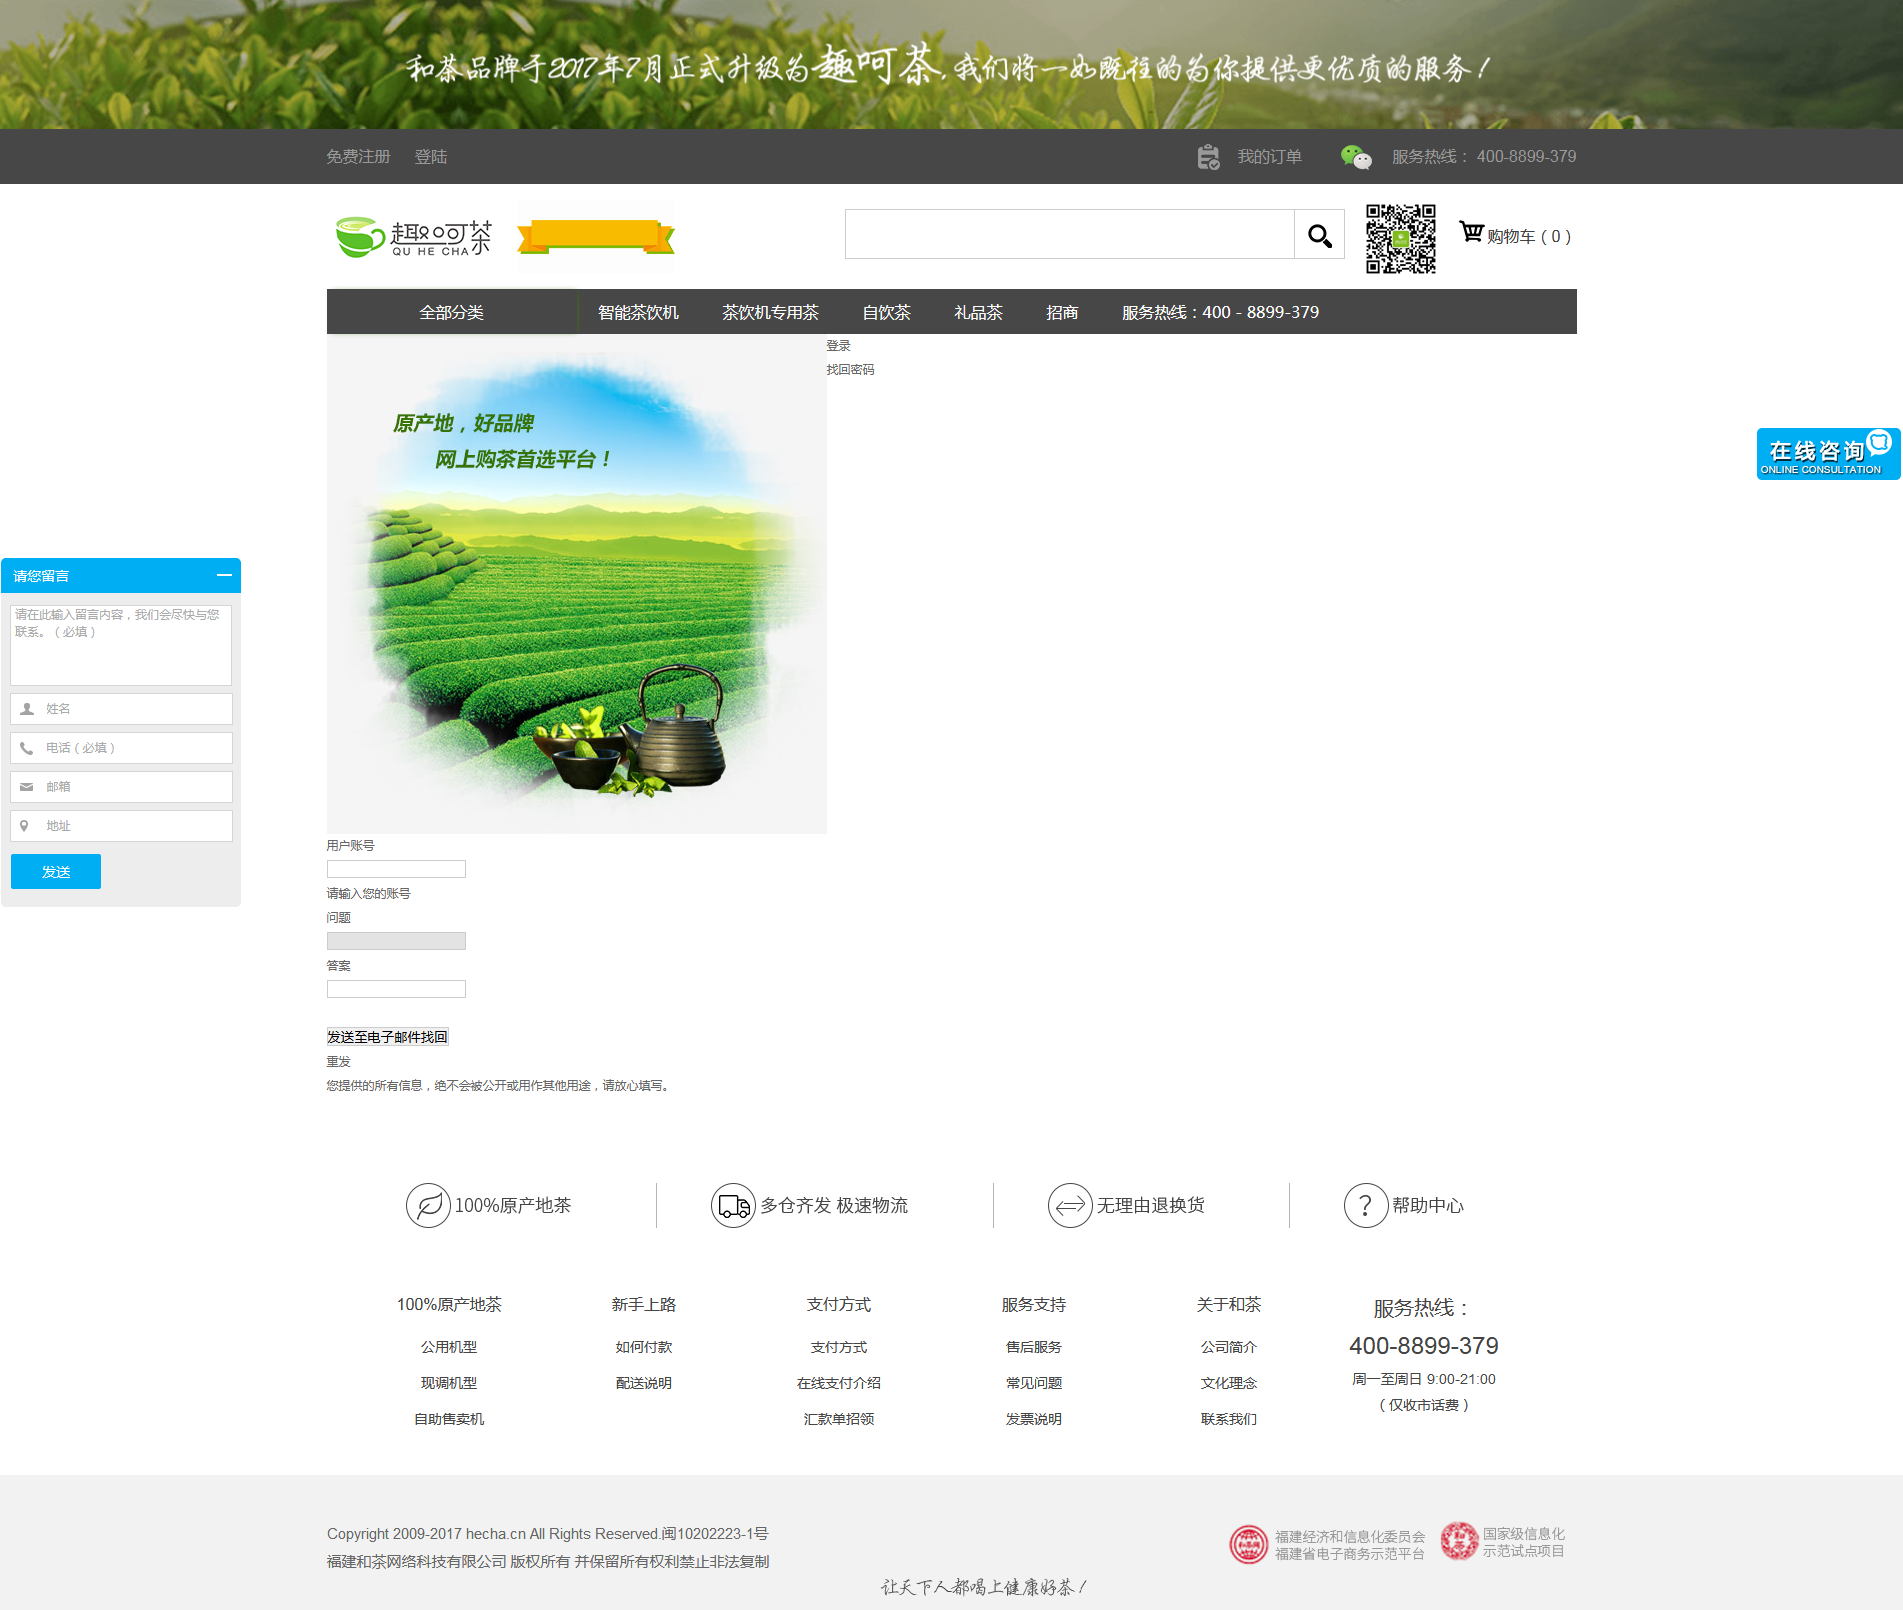 和茶品牌于2017年7月正式升级为趣呵茶,我们将一如既往的为你提供更优质的服务!
免费注册 登陆 我的订单 服务热线: 400-8899-379
趣呵茶
QU HE CHA
购物车 ( 0 )
全部分类 智能茶饮机 茶饮机专用茶 自饮茶 礼品茶 招商 服务热线:400 - 8899-379
登录
找回密码
原产地,好品牌
网上购茶首选平台!
在线咨询
ONLINE CONSULTATION
请您留言
请在此输入留言内容,我们会尽快与您
联系。(必填)
姓名
电话(必填)
邮箱
地址
发送
用户账号
请输入您的账号
问题
答案
发送至电子邮件找回
重发
您提供的所有信息,绝不会被公开或用作其他用途,请放心填写。
100%原产地茶 多仓齐发 极速物流 无理由退换货 帮助中心
100%原产地茶 新手上路 支付方式 服务支持 关于和茶 服务热线:
公用机型 如何付款 支付方式 售后服务 公司简介 400-8899-379
现调机型 配送说明 在线支付介绍 常见问题 文化理念 周一至周日 9:00-21:00
自助售卖机 汇款单招领 发票说明 联系我们 (仅收市话费)
Copyright 2009-2017 hecha.cn All Rights Reserved.闽10202223-1号
福建和茶网络科技有限公司 版权所有 并保留所有权利禁止非法复制
福建经济和信息化委员会
福建省电子商务示范平台
国家级信息化
示范试点项目
让天下人都喝上健康好茶!